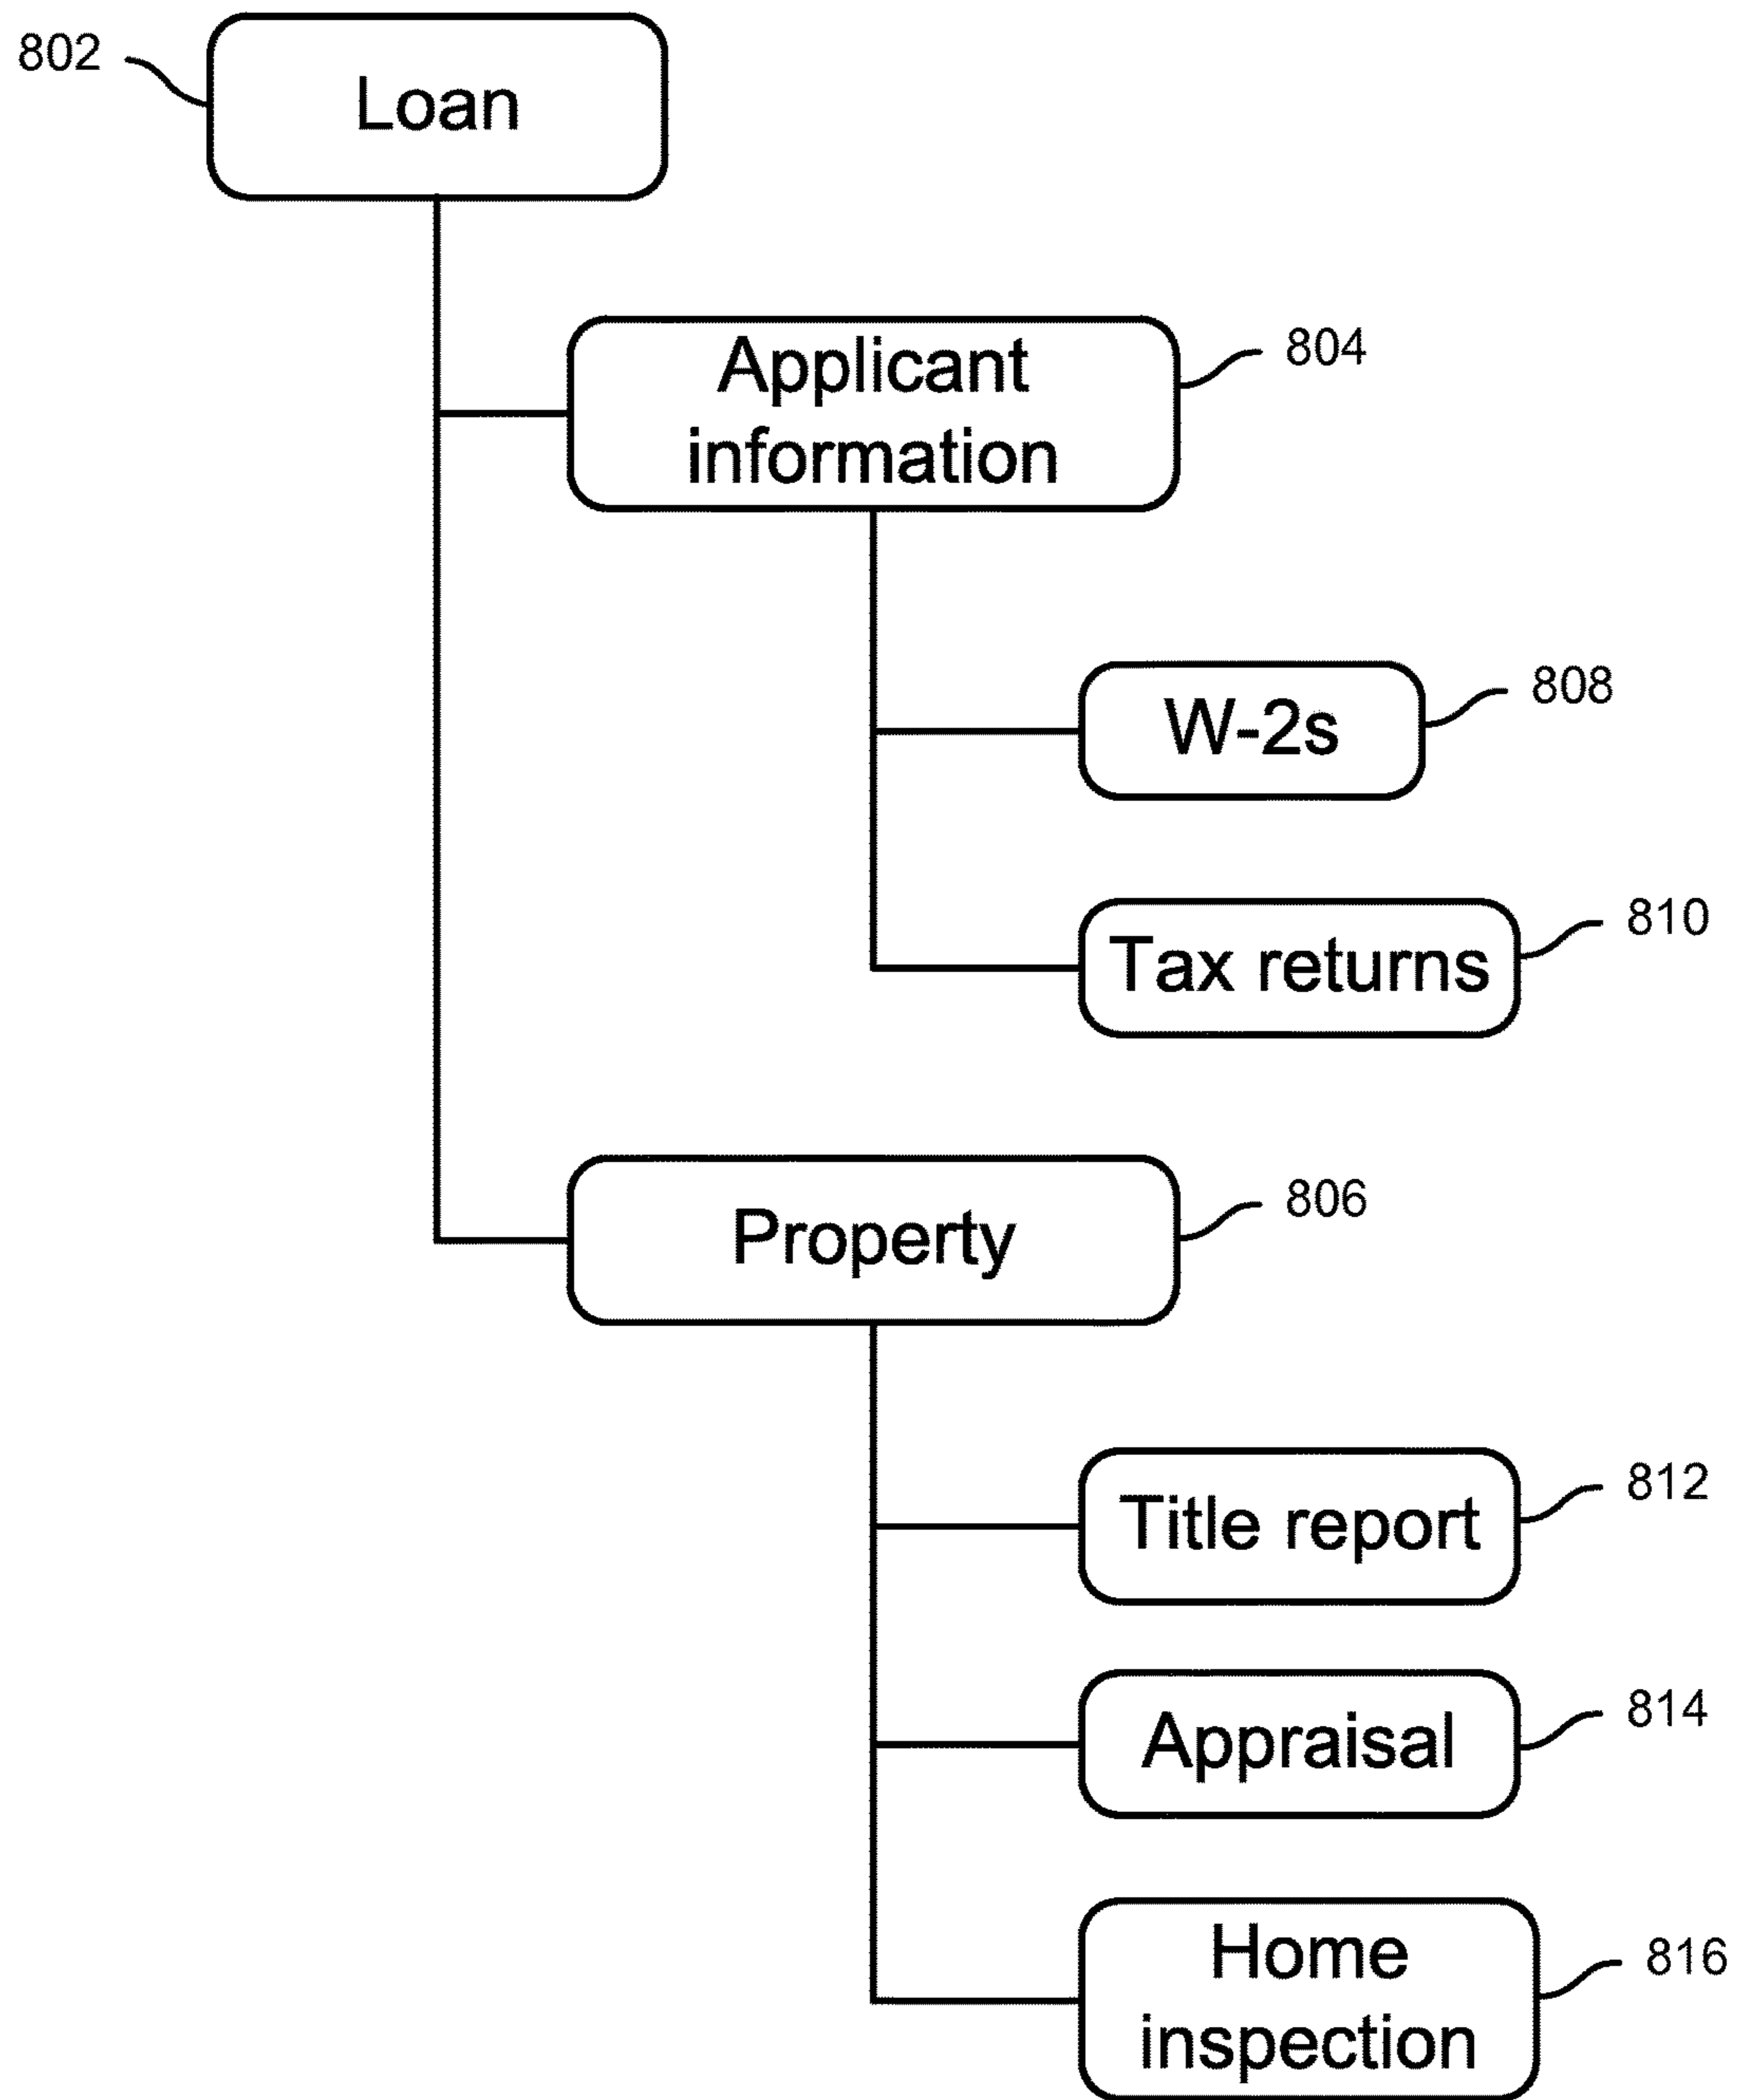 802
Loan
Applicant
information
804
W-2s
808
Tax returns
810
Property
806
Title report
812
Appraisal
814
Home
inspection
816